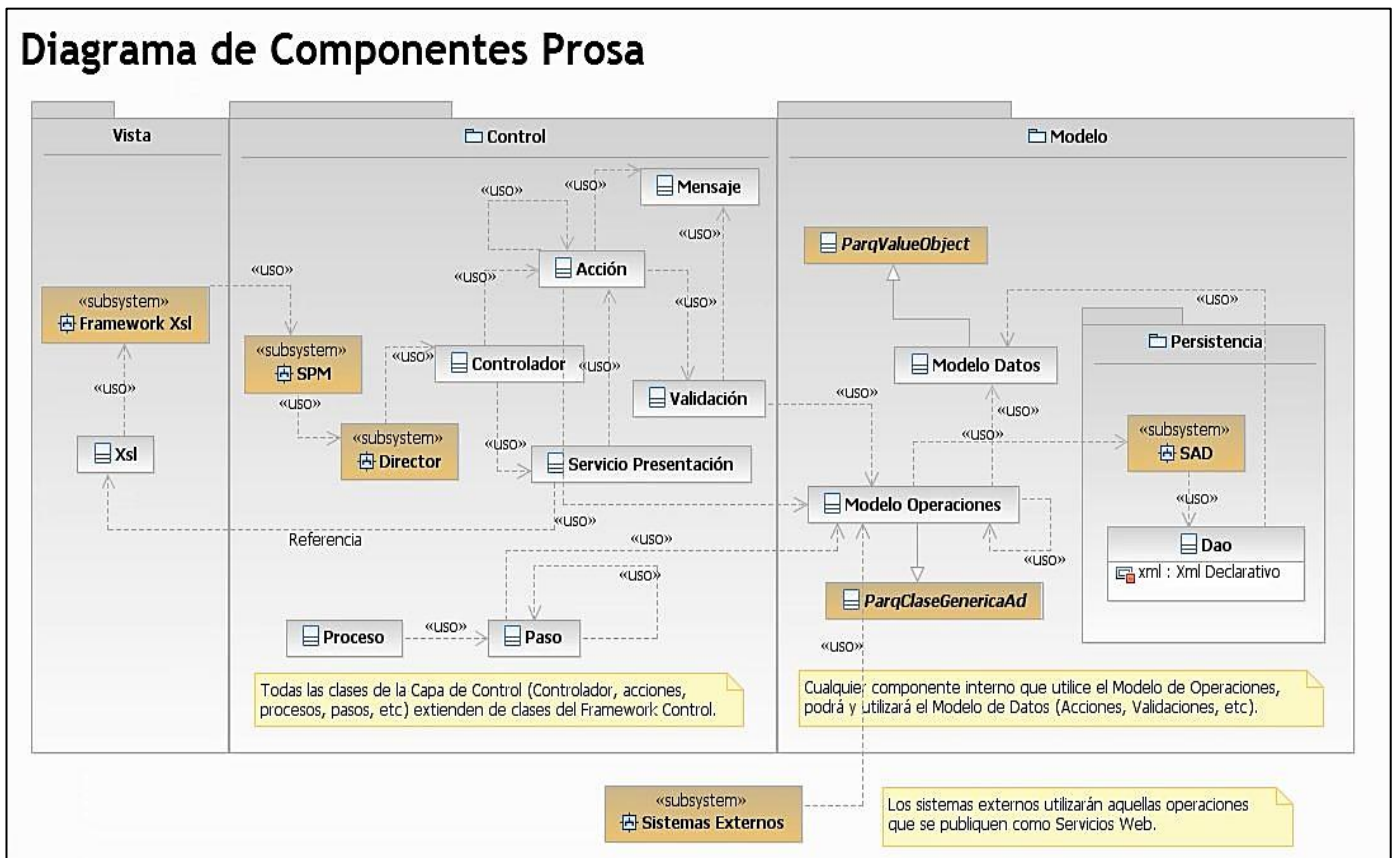 Diagrama de Componentes Prosa
Vista
Control
Modelo
«uso»
«uso»
Mensaje
«uso»
ParqValueObject
«uso»
Acción
«uso»
«subsystem»
Framework Xsl
«uso»
«subsystem»
SPM
«uso»
Controlador
«uso»
Persistencia
Modelo Datos
«uso»
«uso»
Validación
«uso»
«uso»
«subsystem»
SAD
Xsl
«subsystem»
Director
«uso»
Servicio Presentación
«uso»
«uso»
Modelo Operaciones
«uso»
Referencia
«uso»
«uso»
«uso»
Dao
xml : Xml Declarativo
«uso»
ParqClaseGenericaAd
Proceso
«uso»
Paso
«uso»
Todas las clases de la Capa de Control (Controlador, acciones,
procesos, pasos, etc) extienden de clases del Framework Control.
Cualquier componente interno que utilice el Modelo de Operaciones,
podrá y utilizará el Modelo de Datos (Acciones, Validaciones, etc).
«subsystem»
Sistemas Externos
Los sistemas externos utilizarán aquellas operaciones
que se publiquen como Servicios Web.